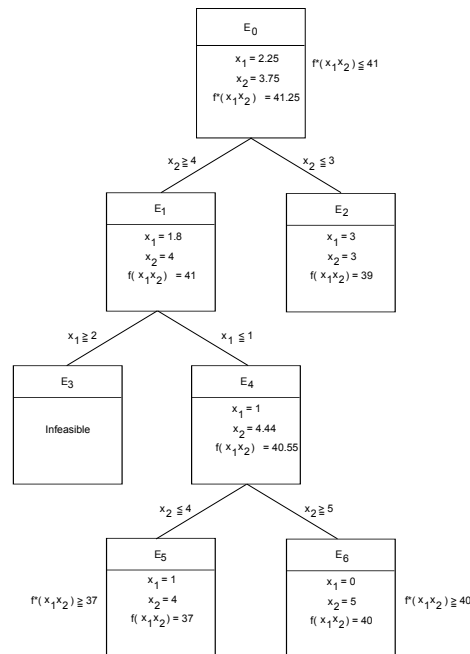 E₀
x₁ = 2.25
x₂ = 3.75
f*(x₁x₂) = 41.25
f*(x₁x₂) ≦ 41
x₂ ≧ 4
x₂ ≦ 3
E₁
x₁ = 1.8
x₂ = 4
f(x₁x₂) = 41
E₂
x₁ = 3
x₂ = 3
f(x₁x₂) = 39
x₁ ≧ 2
x₁ ≦ 1
E₃
Infeasible
E₄
x₁ = 1
x₂ = 4.44
f(x₁x₂) = 40.55
x₂ ≦ 4
x₂ ≧ 5
f*(x₁x₂) ≧ 37
E₅
x₁ = 1
x₂ = 4
f(x₁x₂) = 37
E₆
x₁ = 0
x₂ = 5
f(x₁x₂) = 40
f*(x₁x₂) ≧ 40